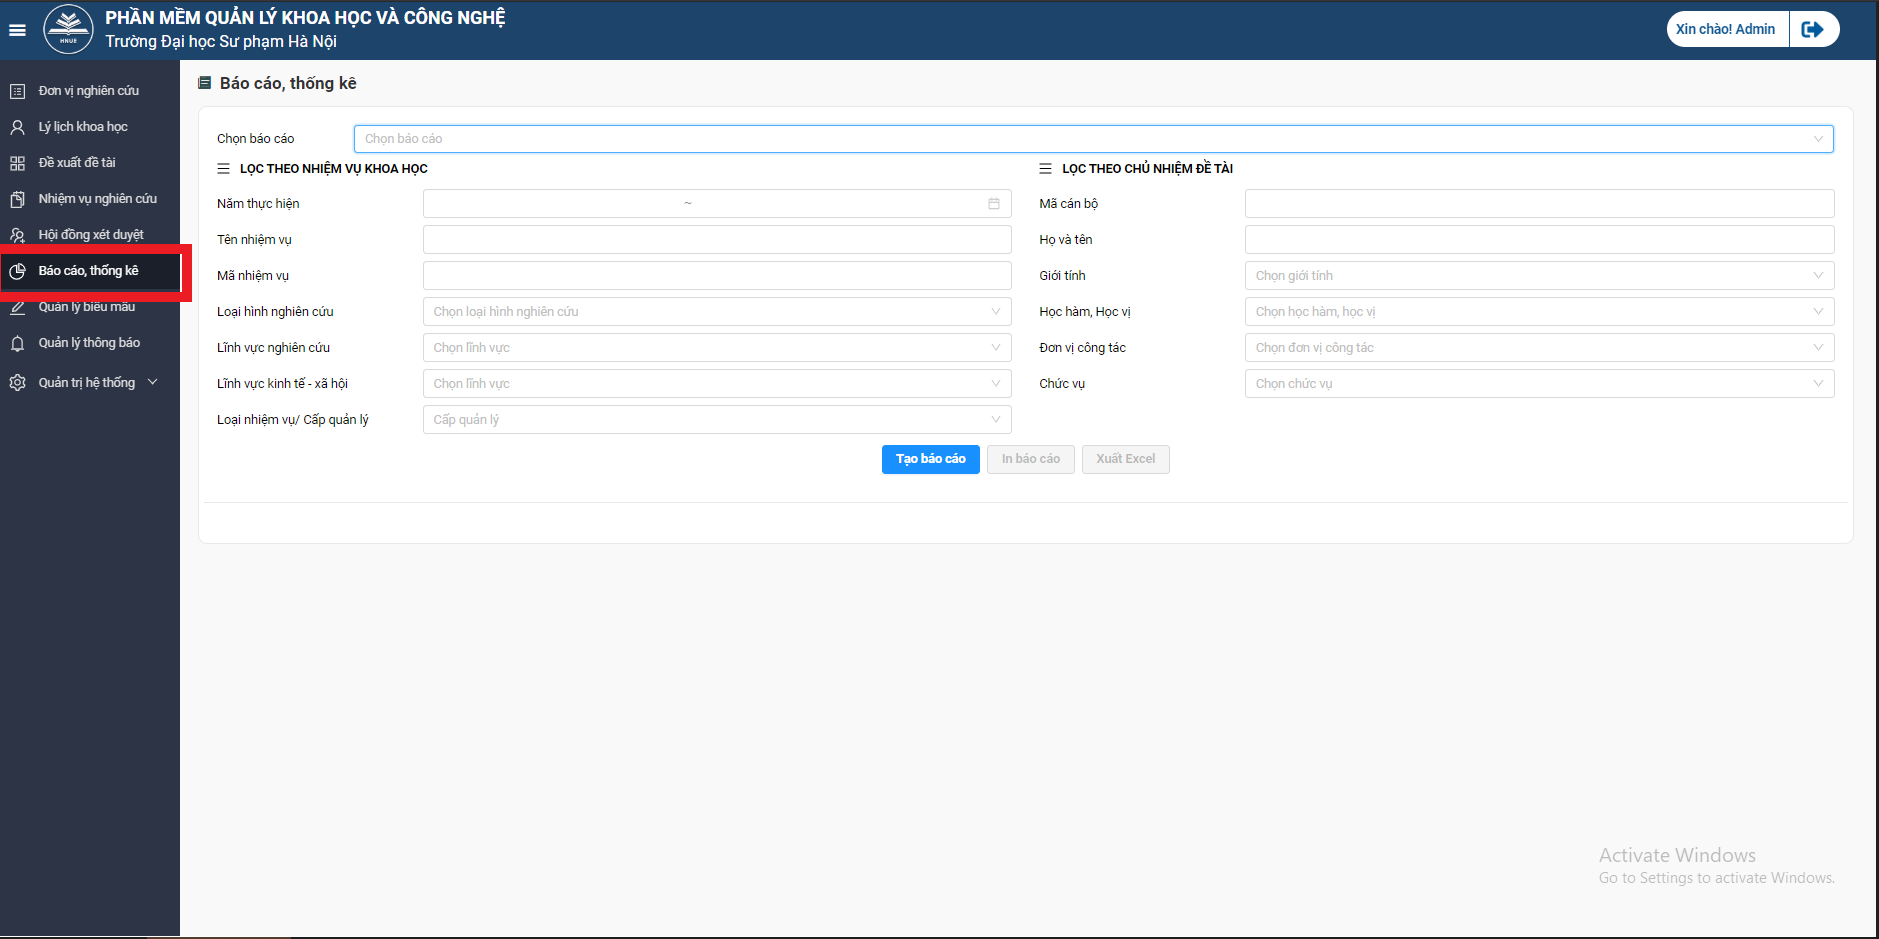 PHẦN MỀM QUẢN LÝ KHOA HỌC VÀ CÔNG NGHỆ
Trường Đại học Sư phạm Hà Nội
HNUE
Xin chào! Admin
Đơn vị nghiên cứu
Lý lịch khoa học
Đề xuất đề tài
Nhiệm vụ nghiên cứu
Hội đồng xét duyệt
Báo cáo, thống kê
Quản lý biểu mẫu
Quản lý thông báo
Quản trị hệ thống
Báo cáo, thống kê
Chọn báo cáo
Chọn báo cáo
LỌC THEO NHIỆM VỤ KHOA HỌC
Năm thực hiện
~
Tên nhiệm vụ
Mã nhiệm vụ
Loại hình nghiên cứu
Chọn loại hình nghiên cứu
Lĩnh vực nghiên cứu
Chọn lĩnh vực
Lĩnh vực kinh tế - xã hội
Chọn lĩnh vực
Loại nhiệm vụ/ Cấp quản lý
Cấp quản lý
LỌC THEO CHỦ NHIỆM ĐỀ TÀI
Mã cán bộ
Họ và tên
Giới tính
Chọn giới tính
Học hàm, Học vị
Chọn học hàm, học vị
Đơn vị công tác
Chọn đơn vị công tác
Chức vụ
Chọn chức vụ
Tạo báo cáo
In báo cáo
Xuất Excel
Activate Windows
Go to Settings to activate Windows.